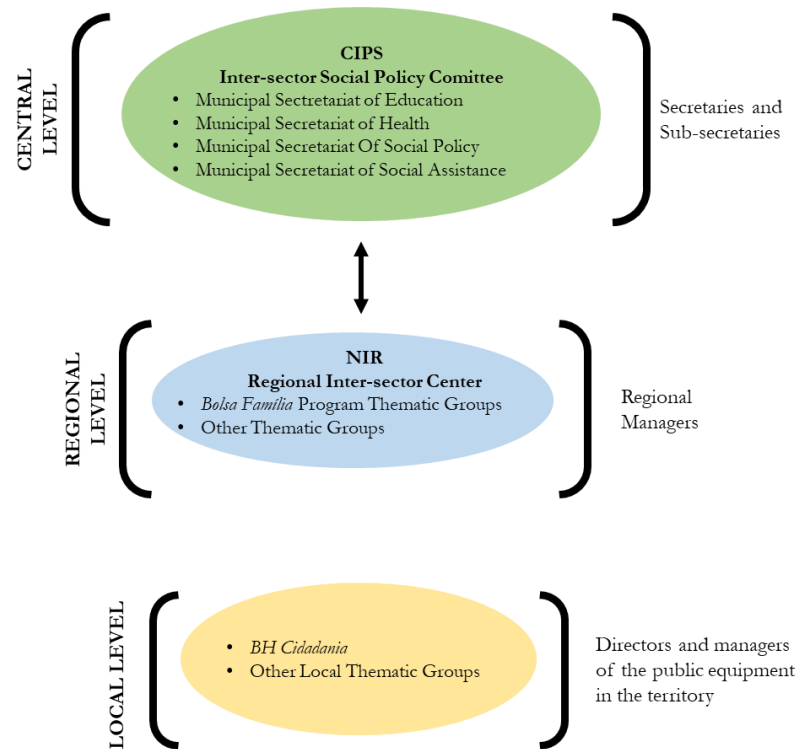 CENTRAL
LEVEL
CIPS
Inter-sector Social Policy Comittee
• Municipal Sectretariat of Education
• Municipal Secretariat of Health
• Municipal Secretariat Of Social Policy
• Municipal Secretariat of Social Assistance
Secretaries and
Sub-secretaries
REGIONAL
LEVEL
NIR
Regional Inter-sector Center
• Bolsa Família Program Thematic Groups
• Other Thematic Groups
Regional
Managers
LOCAL LEVEL
• BH Cidadania
• Other Local Thematic Groups
Directors and managers
of the public equipment
in the territory